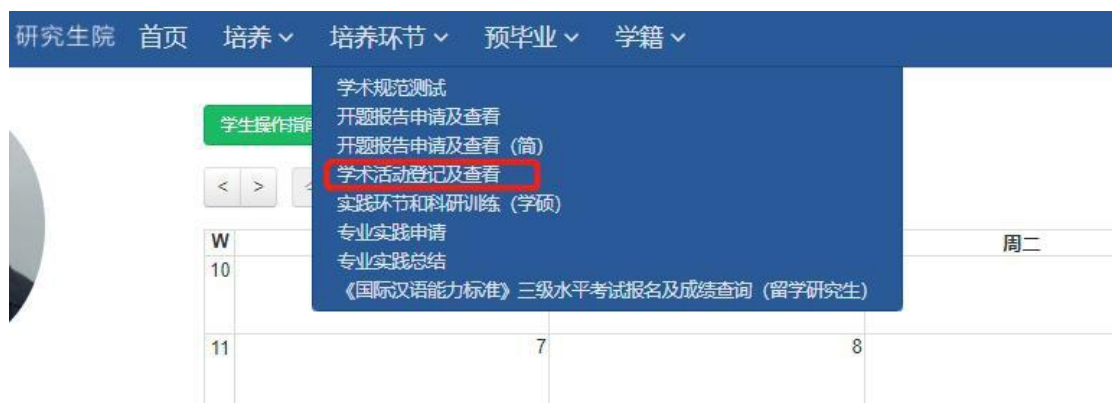 研究生院 首页 培养 培养环节 预毕业 学籍
学术规范测试
开题报告申请及查看
开题报告申请及查看（简）
学术活动登记及查看
实践环节和科研训练（学硕）
专业实践申请
专业实践总结
《国际汉语能力标准》三级水平考试报名及成绩查询（留学研究生）
学生操作指
< >
W 周二
10
11 7 8